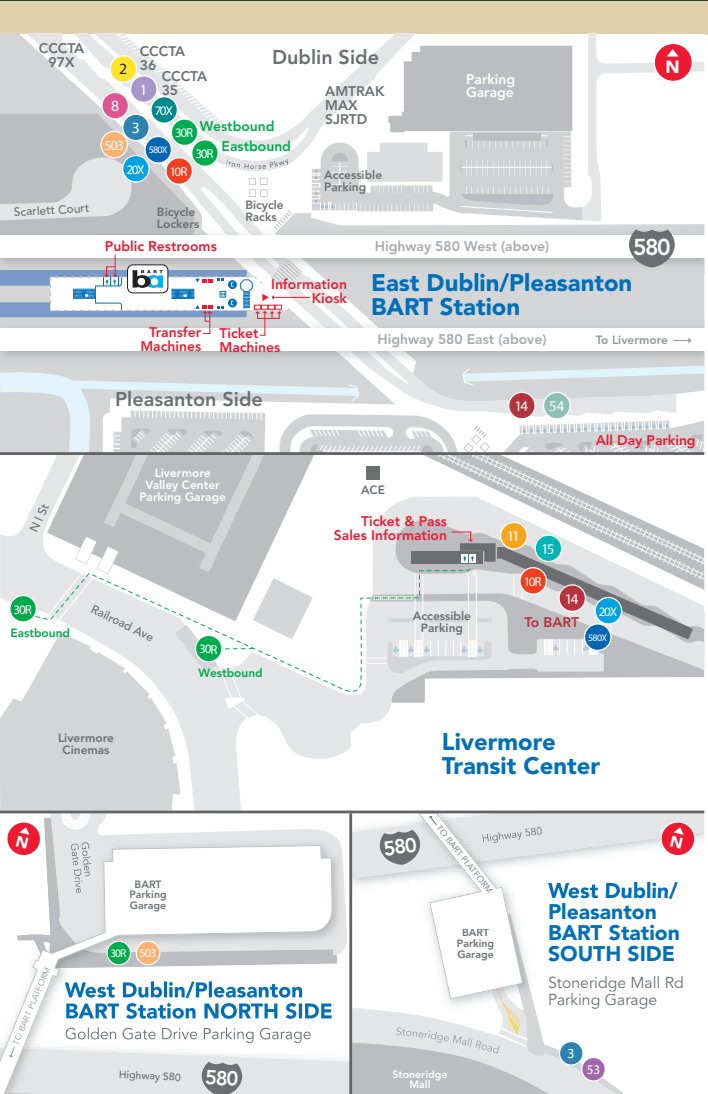 CCCTA
97X
CCCTA
36
CCCTA
35
2
1
8
70X
3
30R
Westbound
503
580X
30R
Eastbound
20X
10R
Dublin Side
AMTRAK
MAX
SJRTD
Parking
Garage
N
Iron Horse Pkwy
Accessible
Parking
Scarlett Court
Bicycle
Lockers
Bicycle
Racks
Public Restrooms
Highway 580 West (above)
580
BART
ba
Information
Kiosk
East Dublin/Pleasanton
BART Station
Transfer
Machines
Ticket
Machines
Highway 580 East (above)
To Livermore
Pleasanton Side
14
54
All Day Parking
Livermore
Valley Center
Parking Garage
ACE
N I St
Ticket & Pass
Sales Information
11
15
10R
14
20X
580X
To BART
Accessible
Parking
30R
Eastbound
Railroad Ave
30R
Westbound
Livermore
Cinemas
Livermore
Transit Center
N
Golden
Gate Drive
BART
Parking
Garage
30R
503
TO BART PLATFORM
West Dublin/Pleasanton
BART Station NORTH SIDE
Golden Gate Drive Parking Garage
Highway 580
580
580
TO BART PLATFORM
Highway 580
N
BART
Parking
Garage
West Dublin/
Pleasanton
BART Station
SOUTH SIDE
Stoneridge Mall Rd
Parking Garage
Stoneridge Mall Road
3
53
Stoneridge
Mall